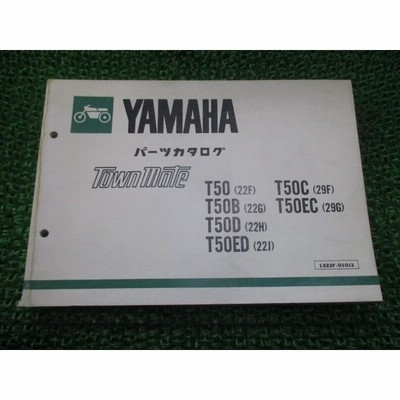 YAMAHA
パーツカタログ
TownMate
T50 (22F) T50C (29F)
T50B (22G) T50EC (29G)
T50D (22H)
T50ED (22J)